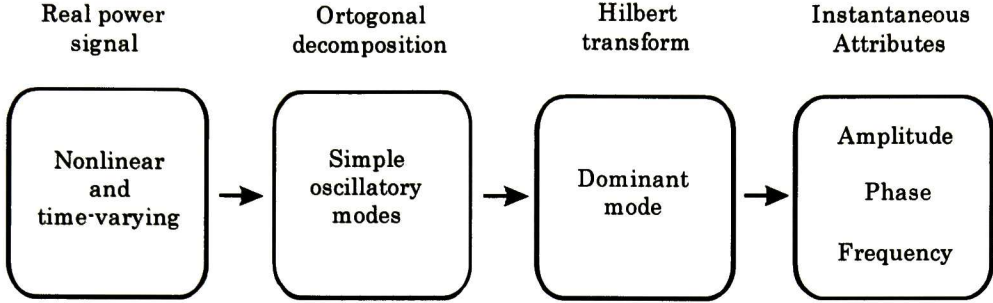 Real power
signal
Ortogonal
decomposition
Hilbert
transform
Instantaneous
Attributes
Nonlinear
and
time-varying
Simple
oscillatory
modes
Dominant
mode
Amplitude
Phase
Frequency